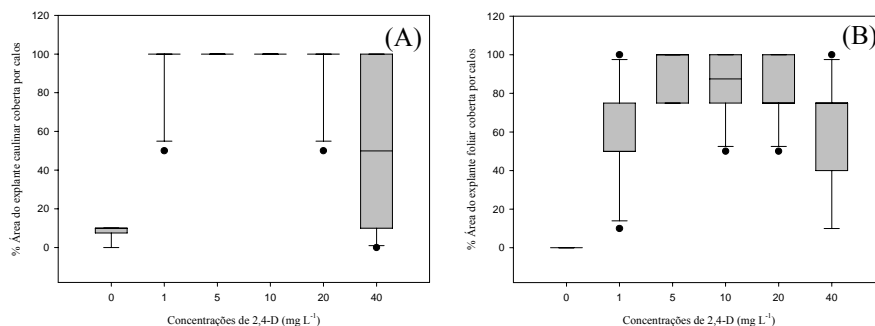 (A)
% Área do explante caulinar coberta por calos
120
100
80
60
40
20
0
0 1 5 10 20 40
Concentrações de 2,4-D (mg L⁻¹)
(B)
% Área do explante foliar coberta por calos
120
100
80
60
40
20
0
0 1 5 10 20 40
Concentrações de 2,4-D (mg L⁻¹)